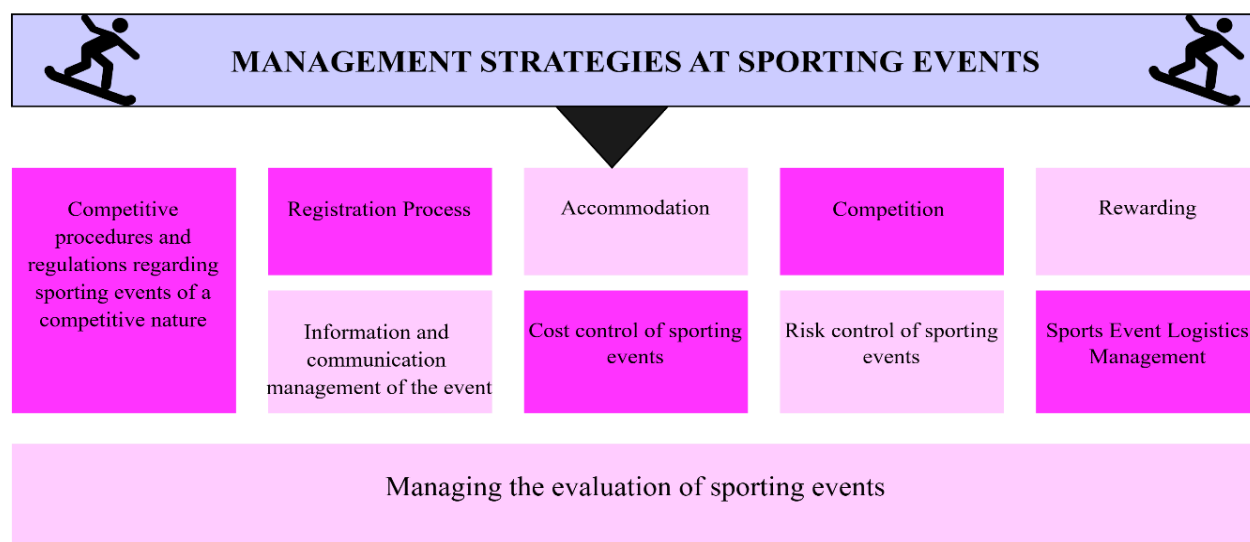 MANAGEMENT STRATEGIES AT SPORTING EVENTS
Competitive
procedures and
regulations regarding
sporting events of a
competitive nature
Registration Process
Accommodation
Competition
Rewarding
Information and
communication
management of the event
Cost control of sporting
events
Risk control of sporting
events
Sports Event Logistics
Management
Managing the evaluation of sporting events